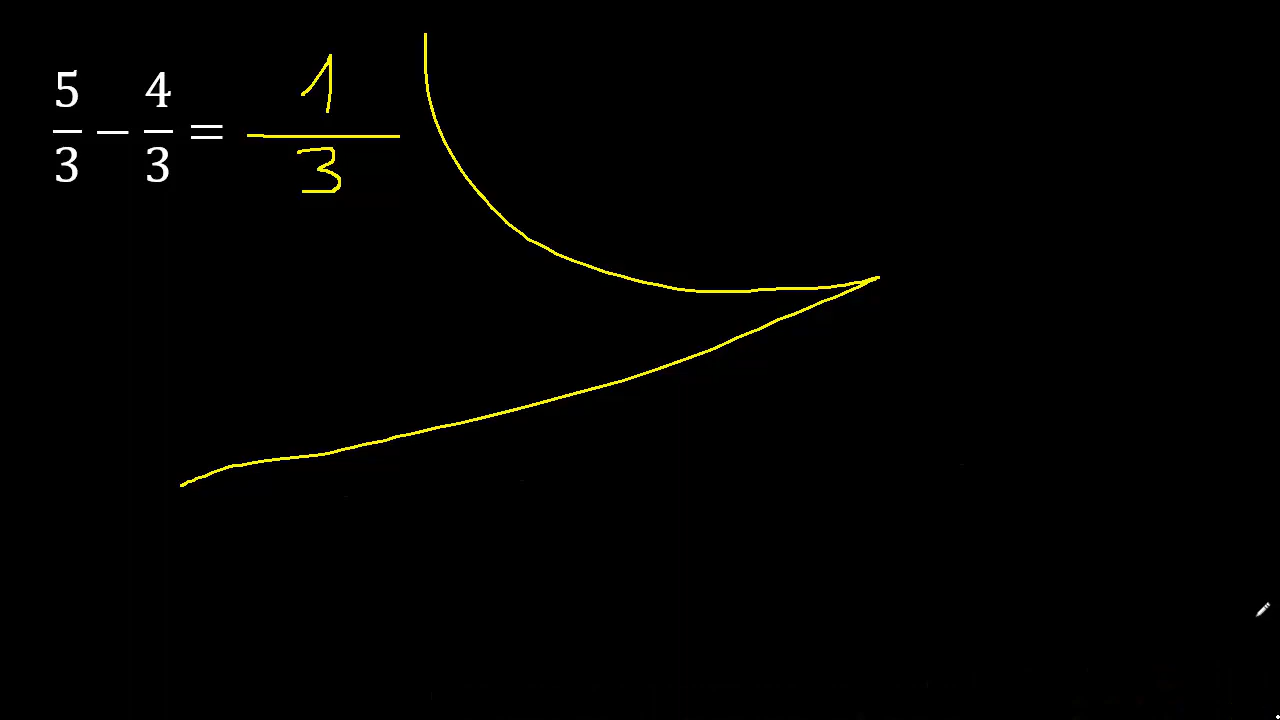 5/3 − 4/3 = 1/3